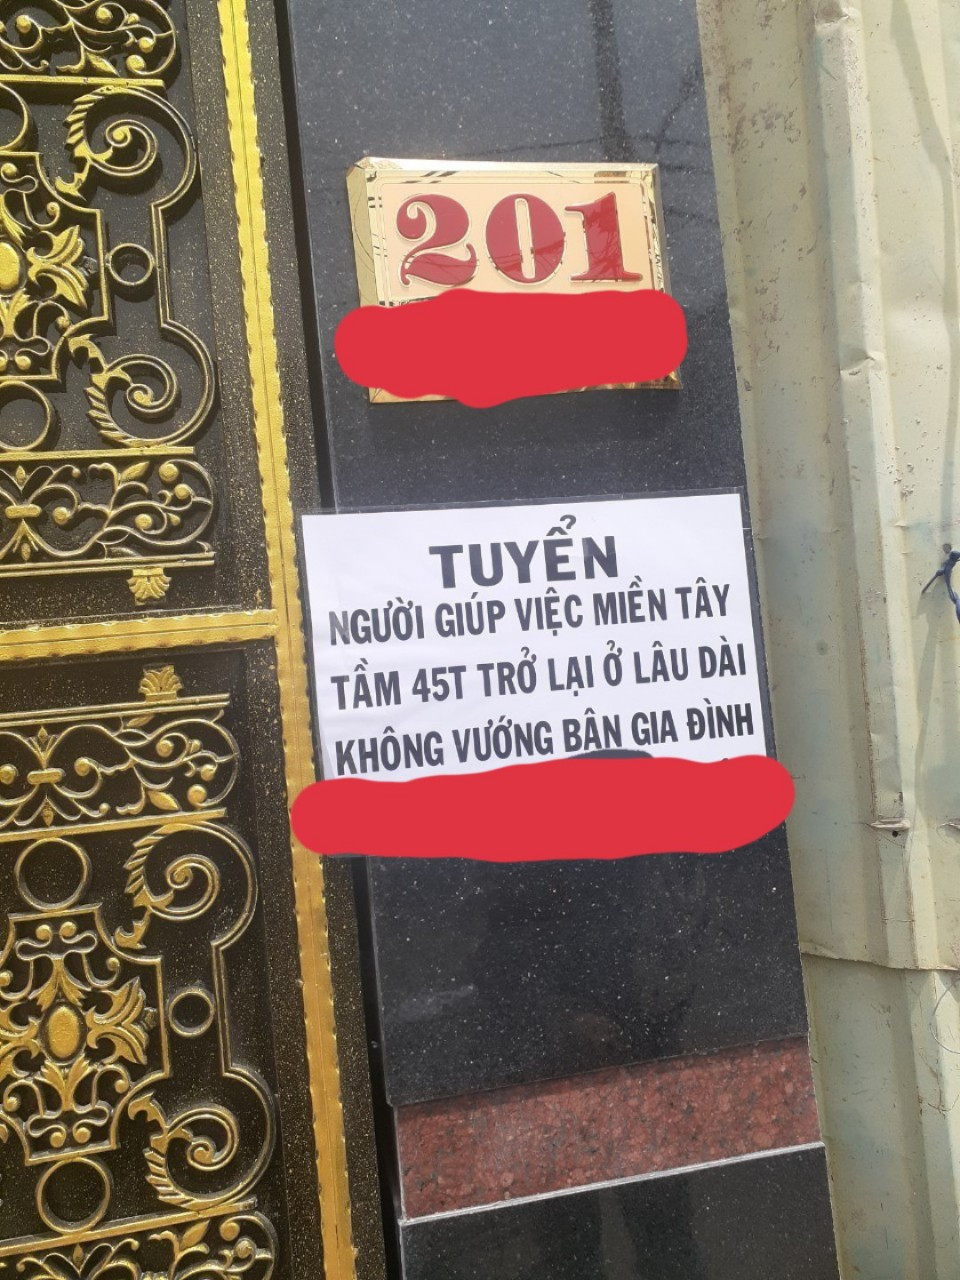 201
TUYỂN
NGƯỜI GIÚP VIỆC MIỀN TÂY
TẦM 45T TRỞ LẠI Ở LÂU DÀI
KHÔNG VƯỚNG BẬN GIA ĐÌNH